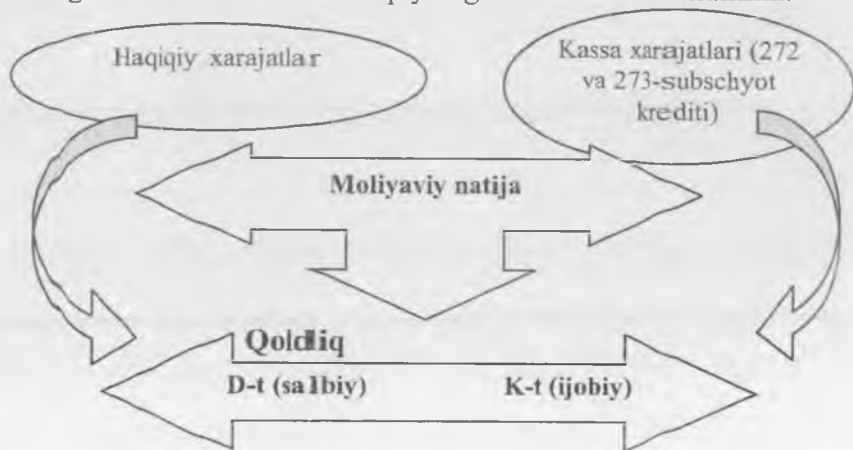 Haqiqiy xarajatlar
Kassa xarajatlari (272
va 273-subschyot
krediti)
Moliyaviy natija
Qoldiq
D-t (salbiy) K-t (ijobiy)